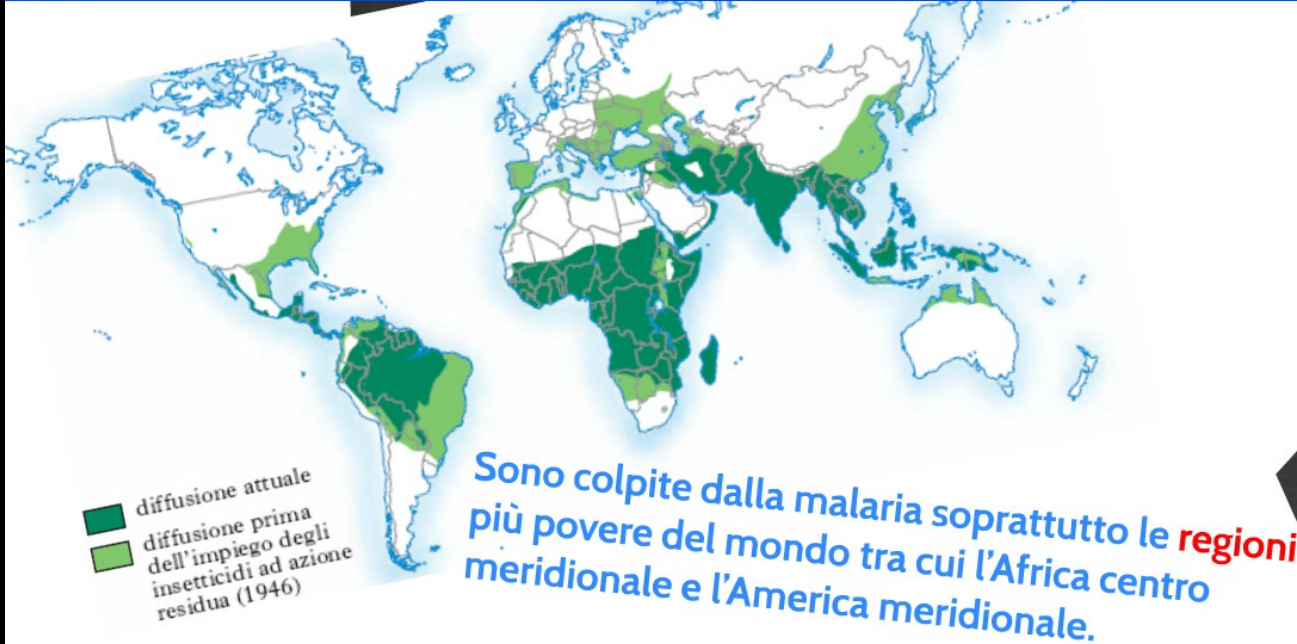 diffusione attuale
diffusione prima
dell'impiego degli
insetticidi ad azione
residua (1946)
Sono colpite dalla malaria soprattutto le regioni
più povere del mondo tra cui l'Africa centro
meridionale e l'America meridionale.